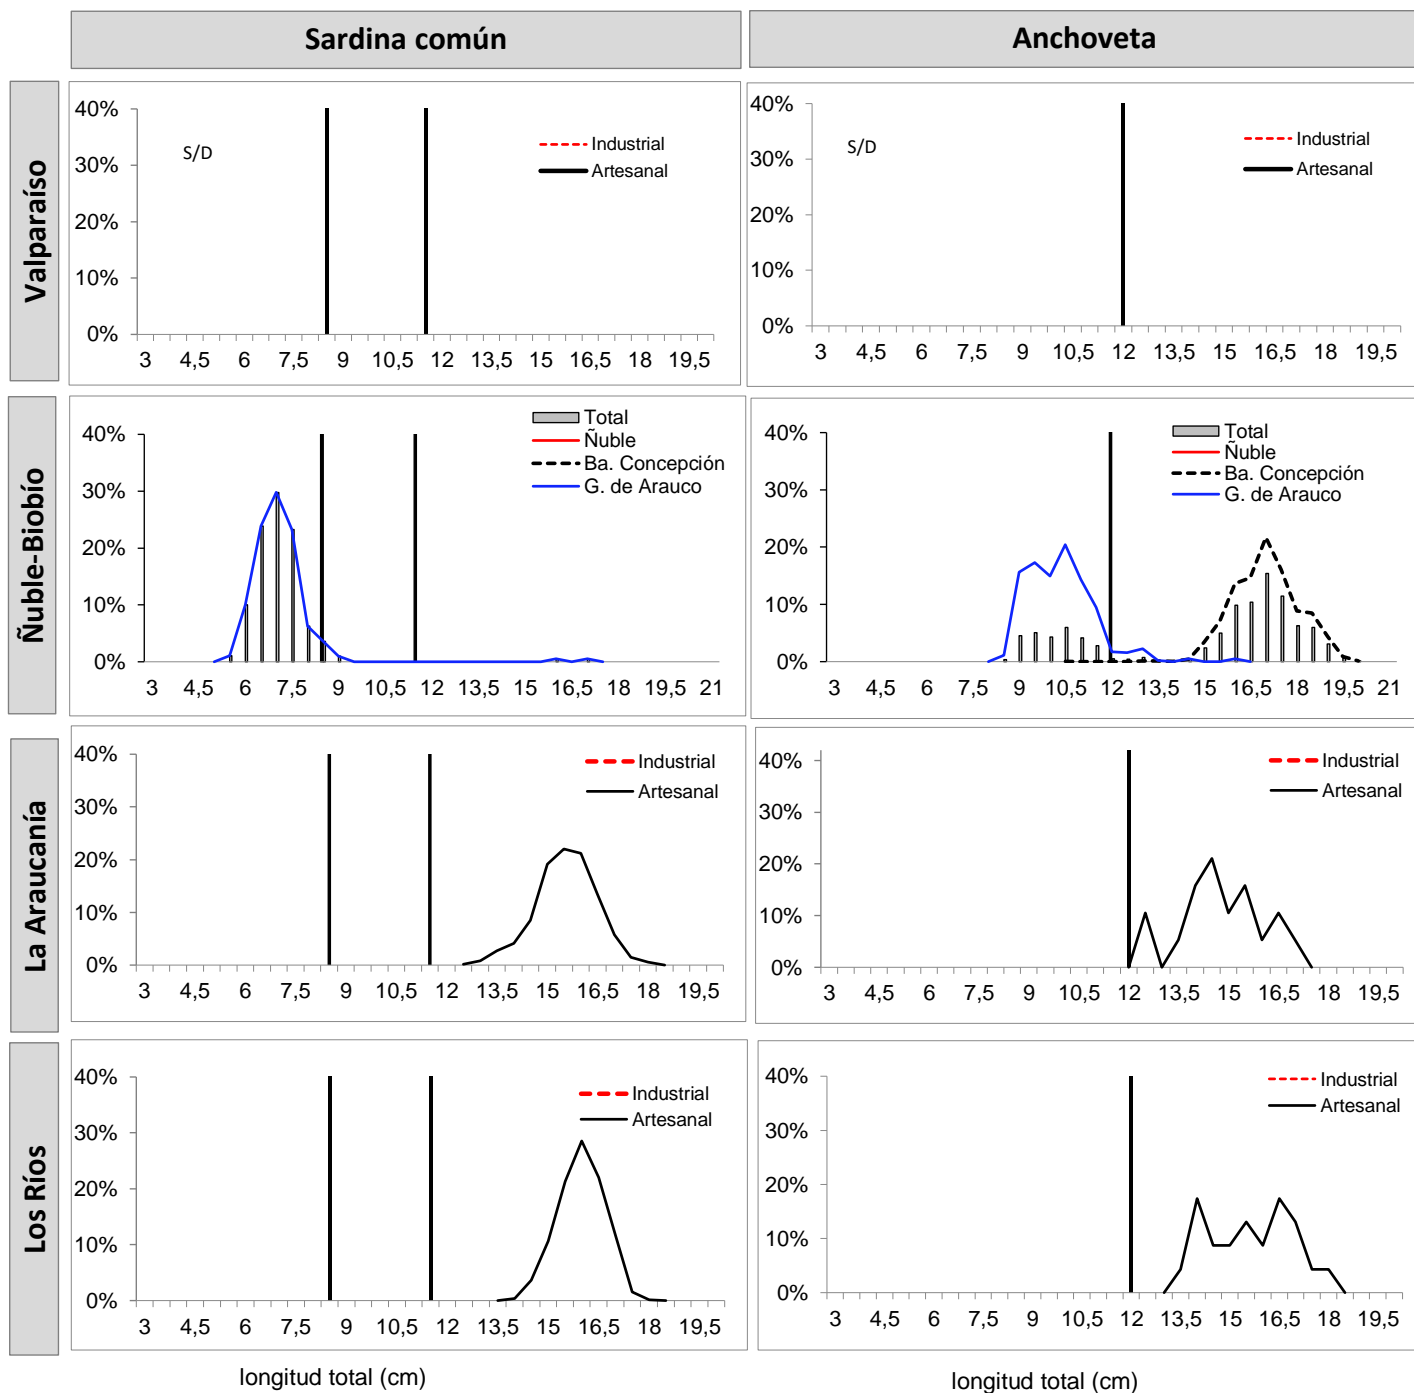 Sardina común
Anchoveta
Valparaíso
40%
30%
20%
10%
0%
S/D
Industrial
Artesanal
3 4,5 6 7,5 9 10,5 12 13,5 15 16,5 18 19,5
40%
30%
20%
10%
0%
S/D
Industrial
Artesanal
3 4,5 6 7,5 9 10,5 12 13,5 15 16,5 18 19,5
Ñuble-Biobío
40%
30%
20%
10%
0%
Total
Ñuble
Ba. Concepción
G. de Arauco
3 4,5 6 7,5 9 10,5 12 13,5 15 16,5 18 19,5 21
40%
30%
20%
10%
0%
Total
Ñuble
Ba. Concepción
G. de Arauco
3 4,5 6 7,5 9 10,5 12 13,5 15 16,5 18 19,5 21
La Araucanía
40%
30%
20%
10%
0%
Industrial
Artesanal
3 4,5 6 7,5 9 10,5 12 13,5 15 16,5 18 19,5
40%
30%
20%
10%
0%
Industrial
Artesanal
3 4,5 6 7,5 9 10,5 12 13,5 15 16,5 18 19,5
Los Ríos
40%
30%
20%
10%
0%
Industrial
Artesanal
3 4,5 6 7,5 9 10,5 12 13,5 15 16,5 18 19,5
40%
30%
20%
10%
0%
Industrial
Artesanal
3 4,5 6 7,5 9 10,5 12 13,5 15 16,5 18 19,5
longitud total (cm)
longitud total (cm)